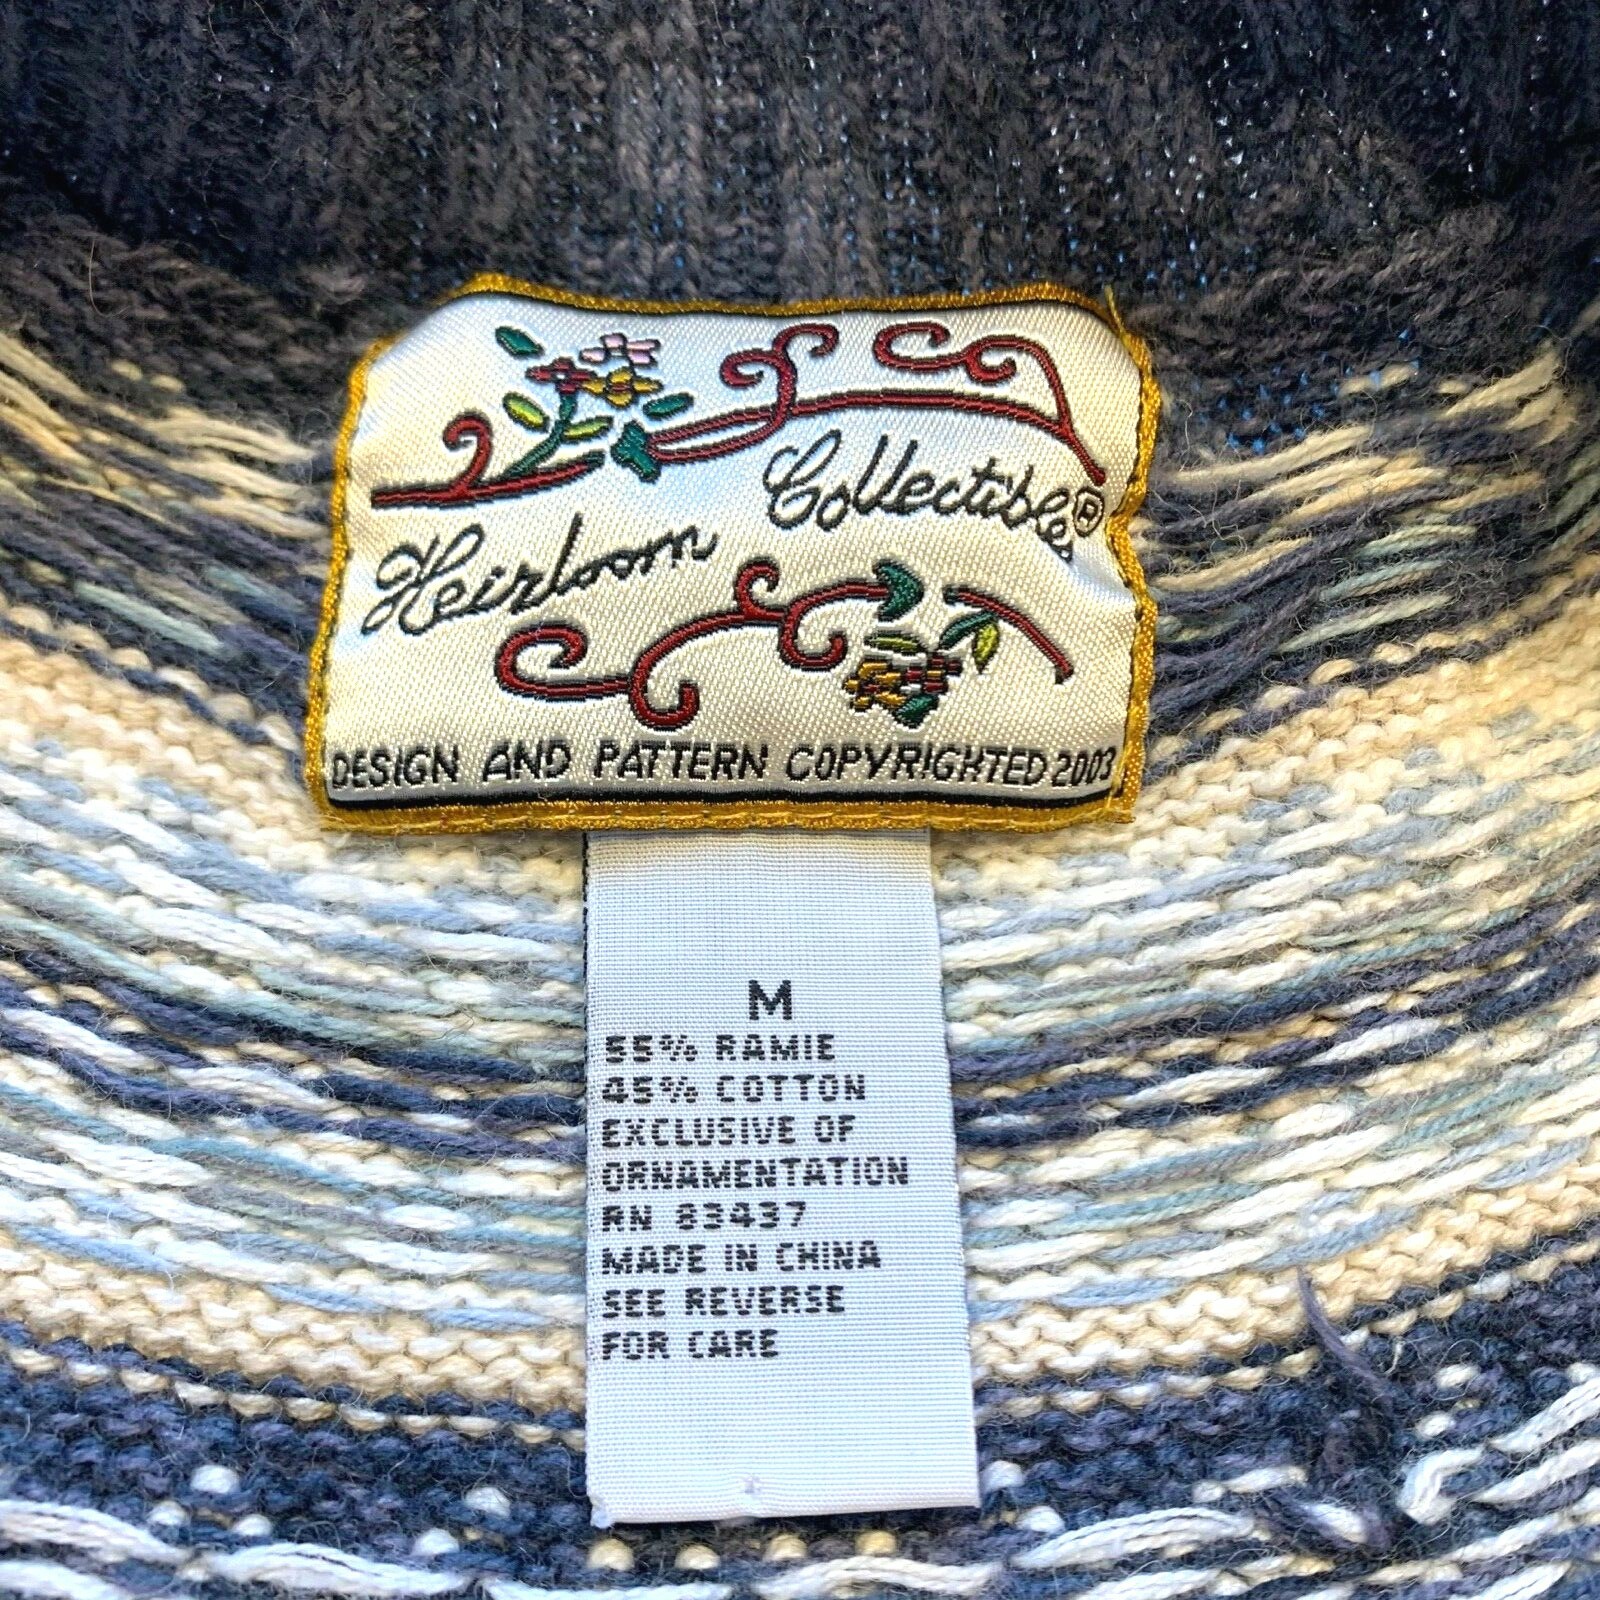 Heirloom Collectibles®
DESIGN AND PATTERN COPYRIGHTED 2003
M
55% RAMIE
45% COTTON
EXCLUSIVE OF
ORNAMENTATION
RN 83437
MADE IN CHINA
SEE REVERSE
FOR CARE